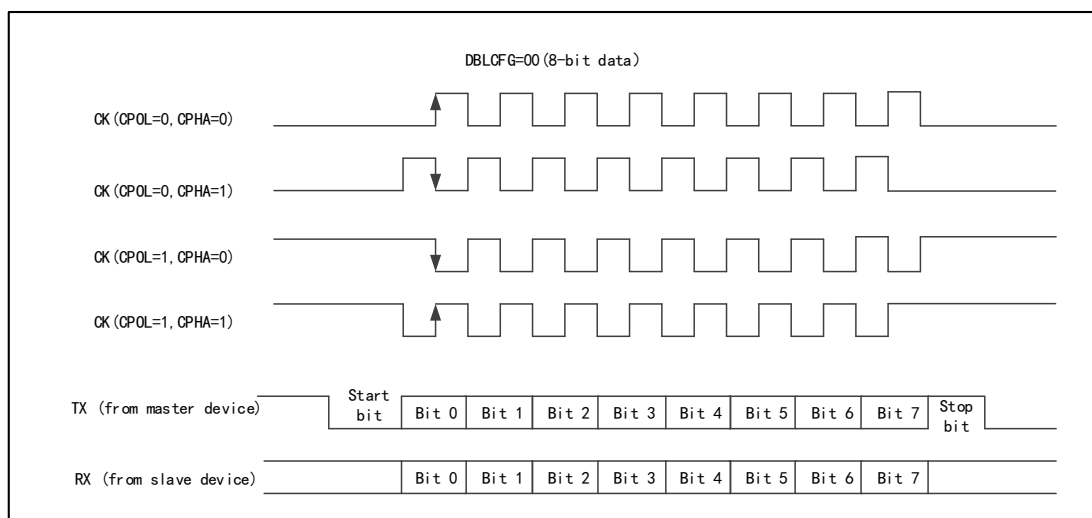 DBLCFG=00(8-bit data)
CK(CPOL=0,CPHA=0)
CK(CPOL=0,CPHA=1)
CK(CPOL=1,CPHA=0)
CK(CPOL=1,CPHA=1)
TX (from master device) Start bit Bit 0 Bit 1 Bit 2 Bit 3 Bit 4 Bit 5 Bit 6 Bit 7 Stop bit
RX (from slave device) Bit 0 Bit 1 Bit 2 Bit 3 Bit 4 Bit 5 Bit 6 Bit 7